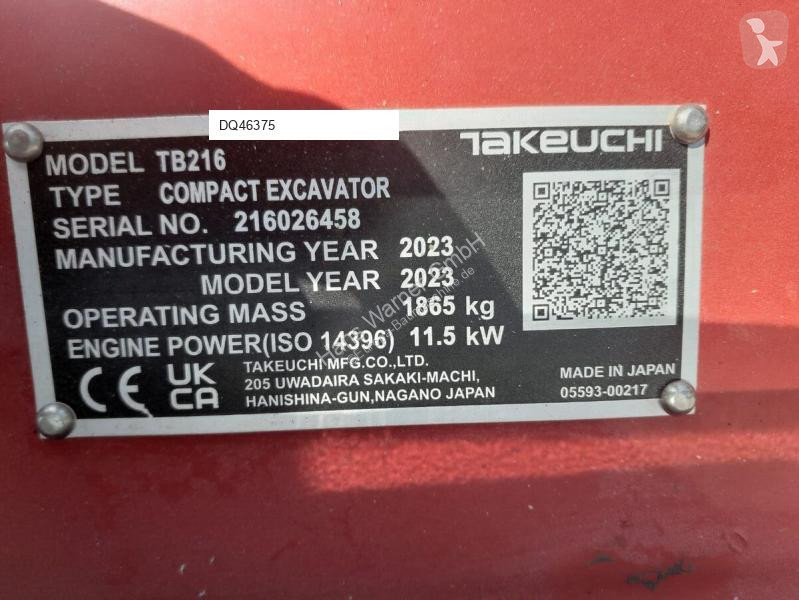 DQ46375
TAKEUCHI
MODEL TB216
TYPE COMPACT EXCAVATOR
SERIAL NO. 216026458
MANUFACTURING YEAR 2023
MODEL YEAR 2023
OPERATING MASS 1865 kg
ENGINE POWER(ISO 14396) 11.5 kW
CE UK CA
TAKEUCHI MFG.CO.,LTD.
205 UWADAIRA SAKAKI-MACHI,
HANISHINA-GUN,NAGANO JAPAN
MADE IN JAPAN
05593-00217